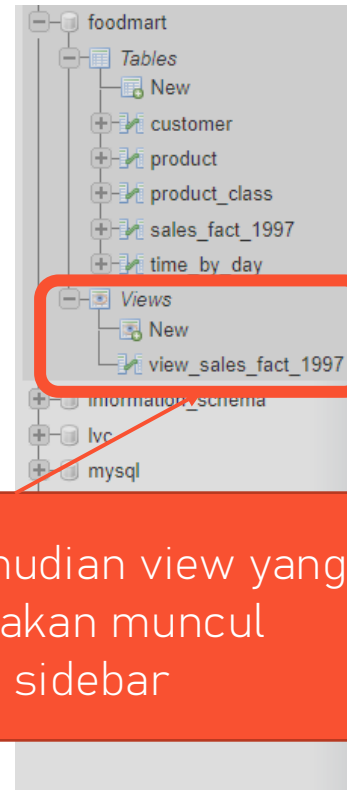 foodmart
Tables
New
customer
product
product_class
sales_fact_1997
time_by_day
Views
New
view_sales_fact_1997
information_schema
lvc
mysql
nudian view yang
akan muncul
sidebar